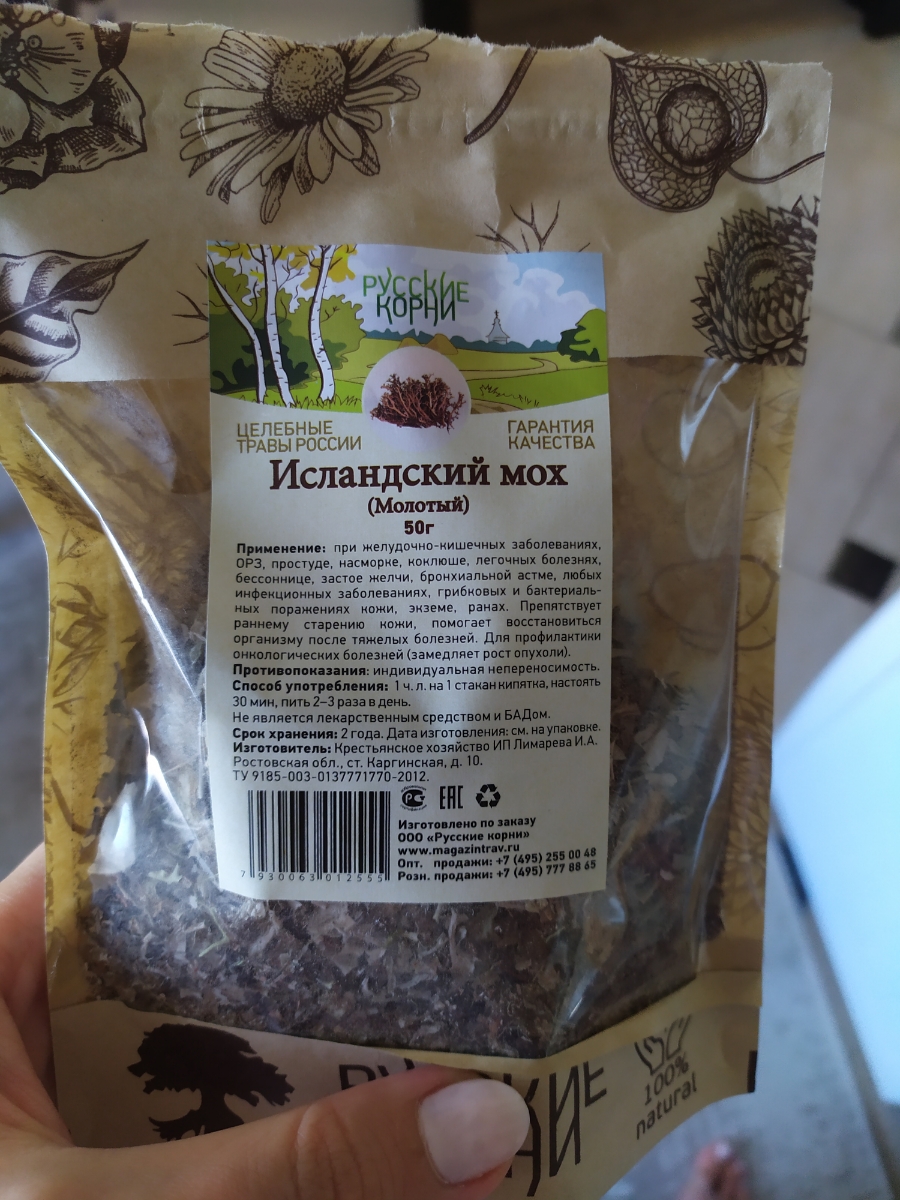 РУССКИЕ
КОРНИ
ЦЕЛЕБНЫЕ
ТРАВЫ РОССИИ
ГАРАНТИЯ
КАЧЕСТВА
Исландский мох
(Молотый)
50г
Применение: при желудочно-кишечных заболеваниях,
ОРЗ, простуде, насморке, коклюше, легочных болезнях,
бессоннице, застое желчи, бронхиальной астме, любых
инфекционных заболеваниях, грибковых и бактериаль-
ных поражениях кожи, экземе, ранах. Препятствует
раннему старению кожи, помогает восстановиться
организму после тяжелых болезней. Для профилактики
онкологических болезней (замедляет рост опухоли).
Противопоказания: индивидуальная непереносимость.
Способ употребления: 1 ч. л. на 1 стакан кипятка, настоять
30 мин, пить 2–3 раза в день.
Не является лекарственным средством и БАДом.
Срок хранения: 2 года. Дата изготовления: см. на упаковке.
Изготовитель: Крестьянское хозяйство ИП Лимарева И.А.
Ростовская обл., ст. Каргинская, д. 10.
ТУ 9185-003-0137771770-2012.
РС ЕАС
Изготовлено по заказу
ООО «Русские корни»
www.magazintrav.ru
Опт. продажи: +7 (495) 255 00 48
Розн. продажи: +7 (495) 777 88 65
7 930063 012555
100%
natural